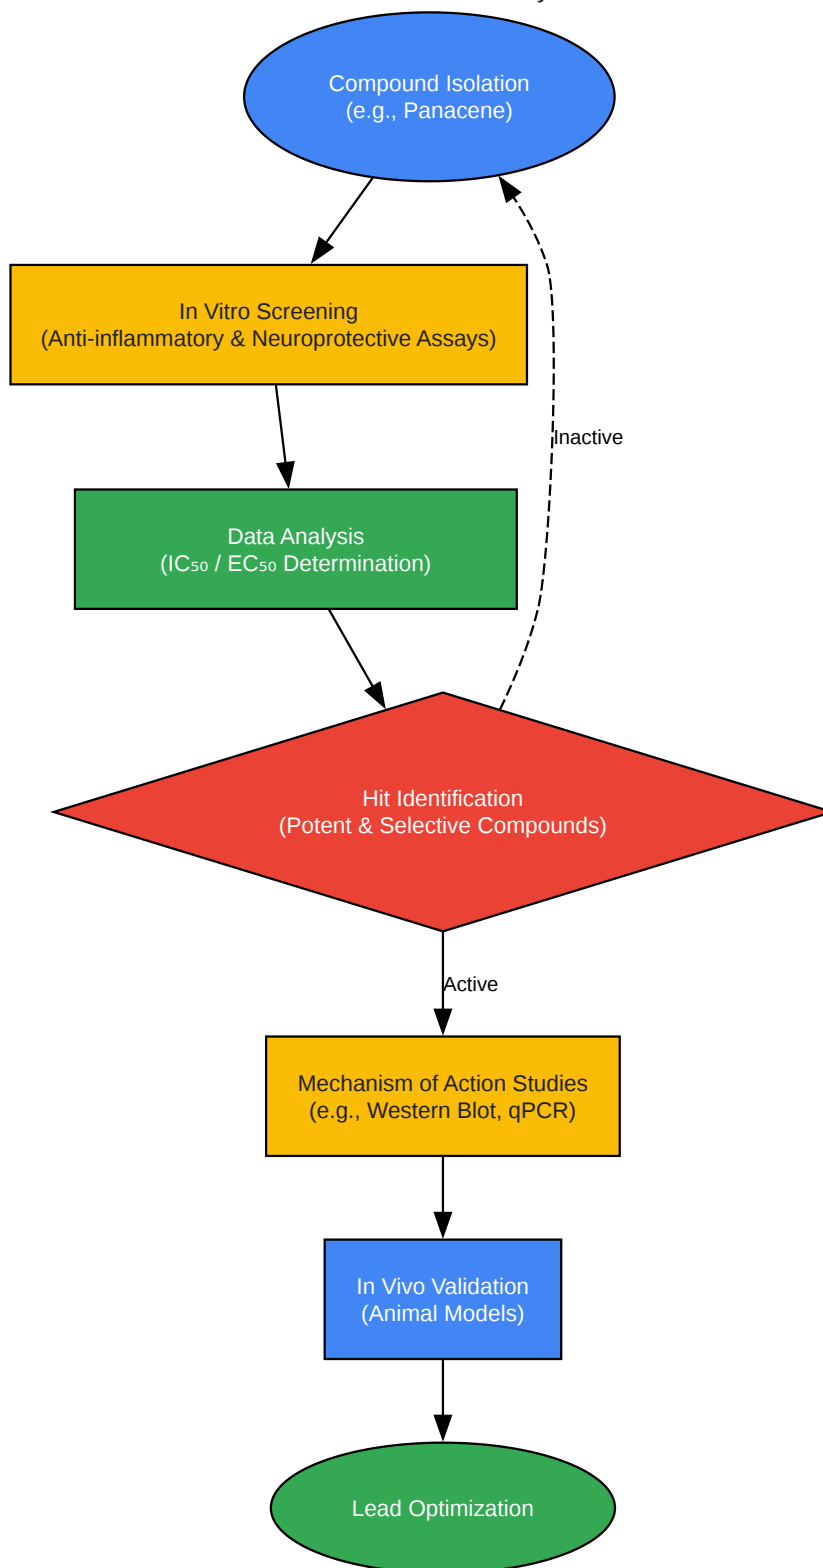 Compound Isolation
(e.g., Panacene)
In Vitro Screening
(Anti-inflammatory & Neuroprotective Assays)
Inactive
Data Analysis
(IC₅₀ / EC₅₀ Determination)
Hit Identification
(Potent & Selective Compounds)
Active
Mechanism of Action Studies
(e.g., Western Blot, qPCR)
In Vivo Validation
(Animal Models)
Lead Optimization